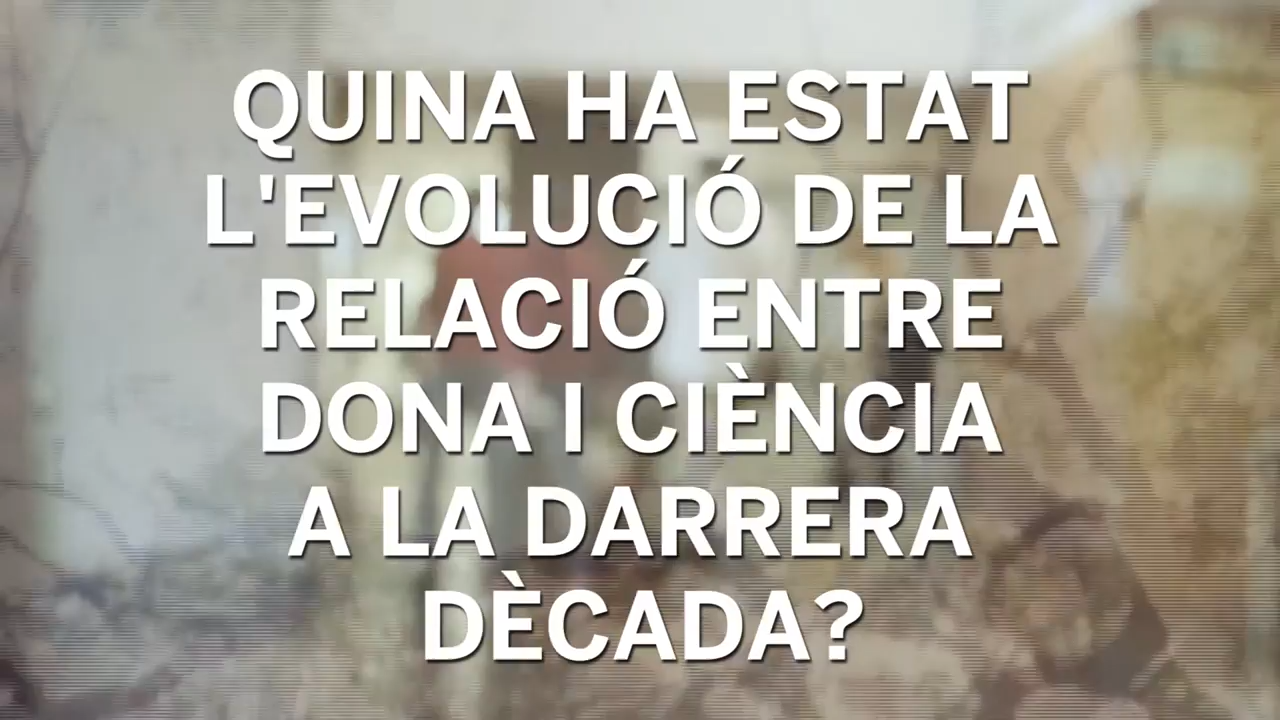 QUINA HA ESTAT
L'EVOLUCIÓ DE LA
RELACIÓ ENTRE
DONA I CIÈNCIA
A LA DARRERA
DÈCADA?